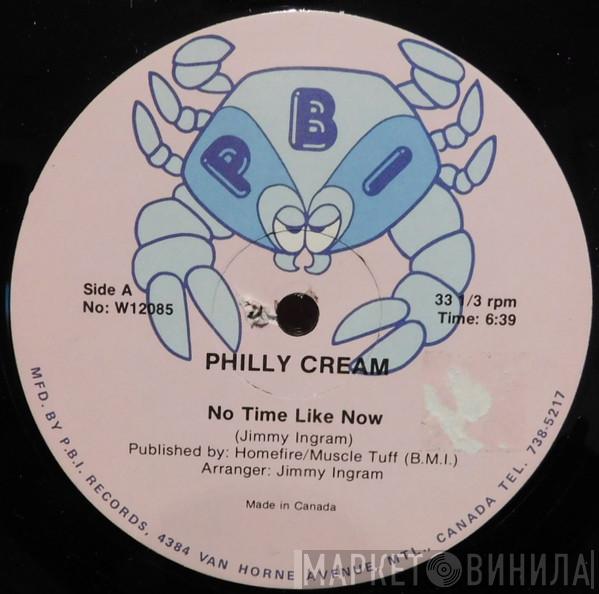 P B I
Side A
No: W12085
33 1/3 rpm
Time: 6:39
PHILLY CREAM
No Time Like Now
(Jimmy Ingram)
Published by: Homefire/Muscle Tuff (B.M.I.)
Arranger: Jimmy Ingram
Made in Canada
MFD. BY P.B.I. RECORDS, 4384 VAN HORNE AVENUE, MTL., CANADA TEL. 738-5217
МАРКЕТ ВИНИЛА